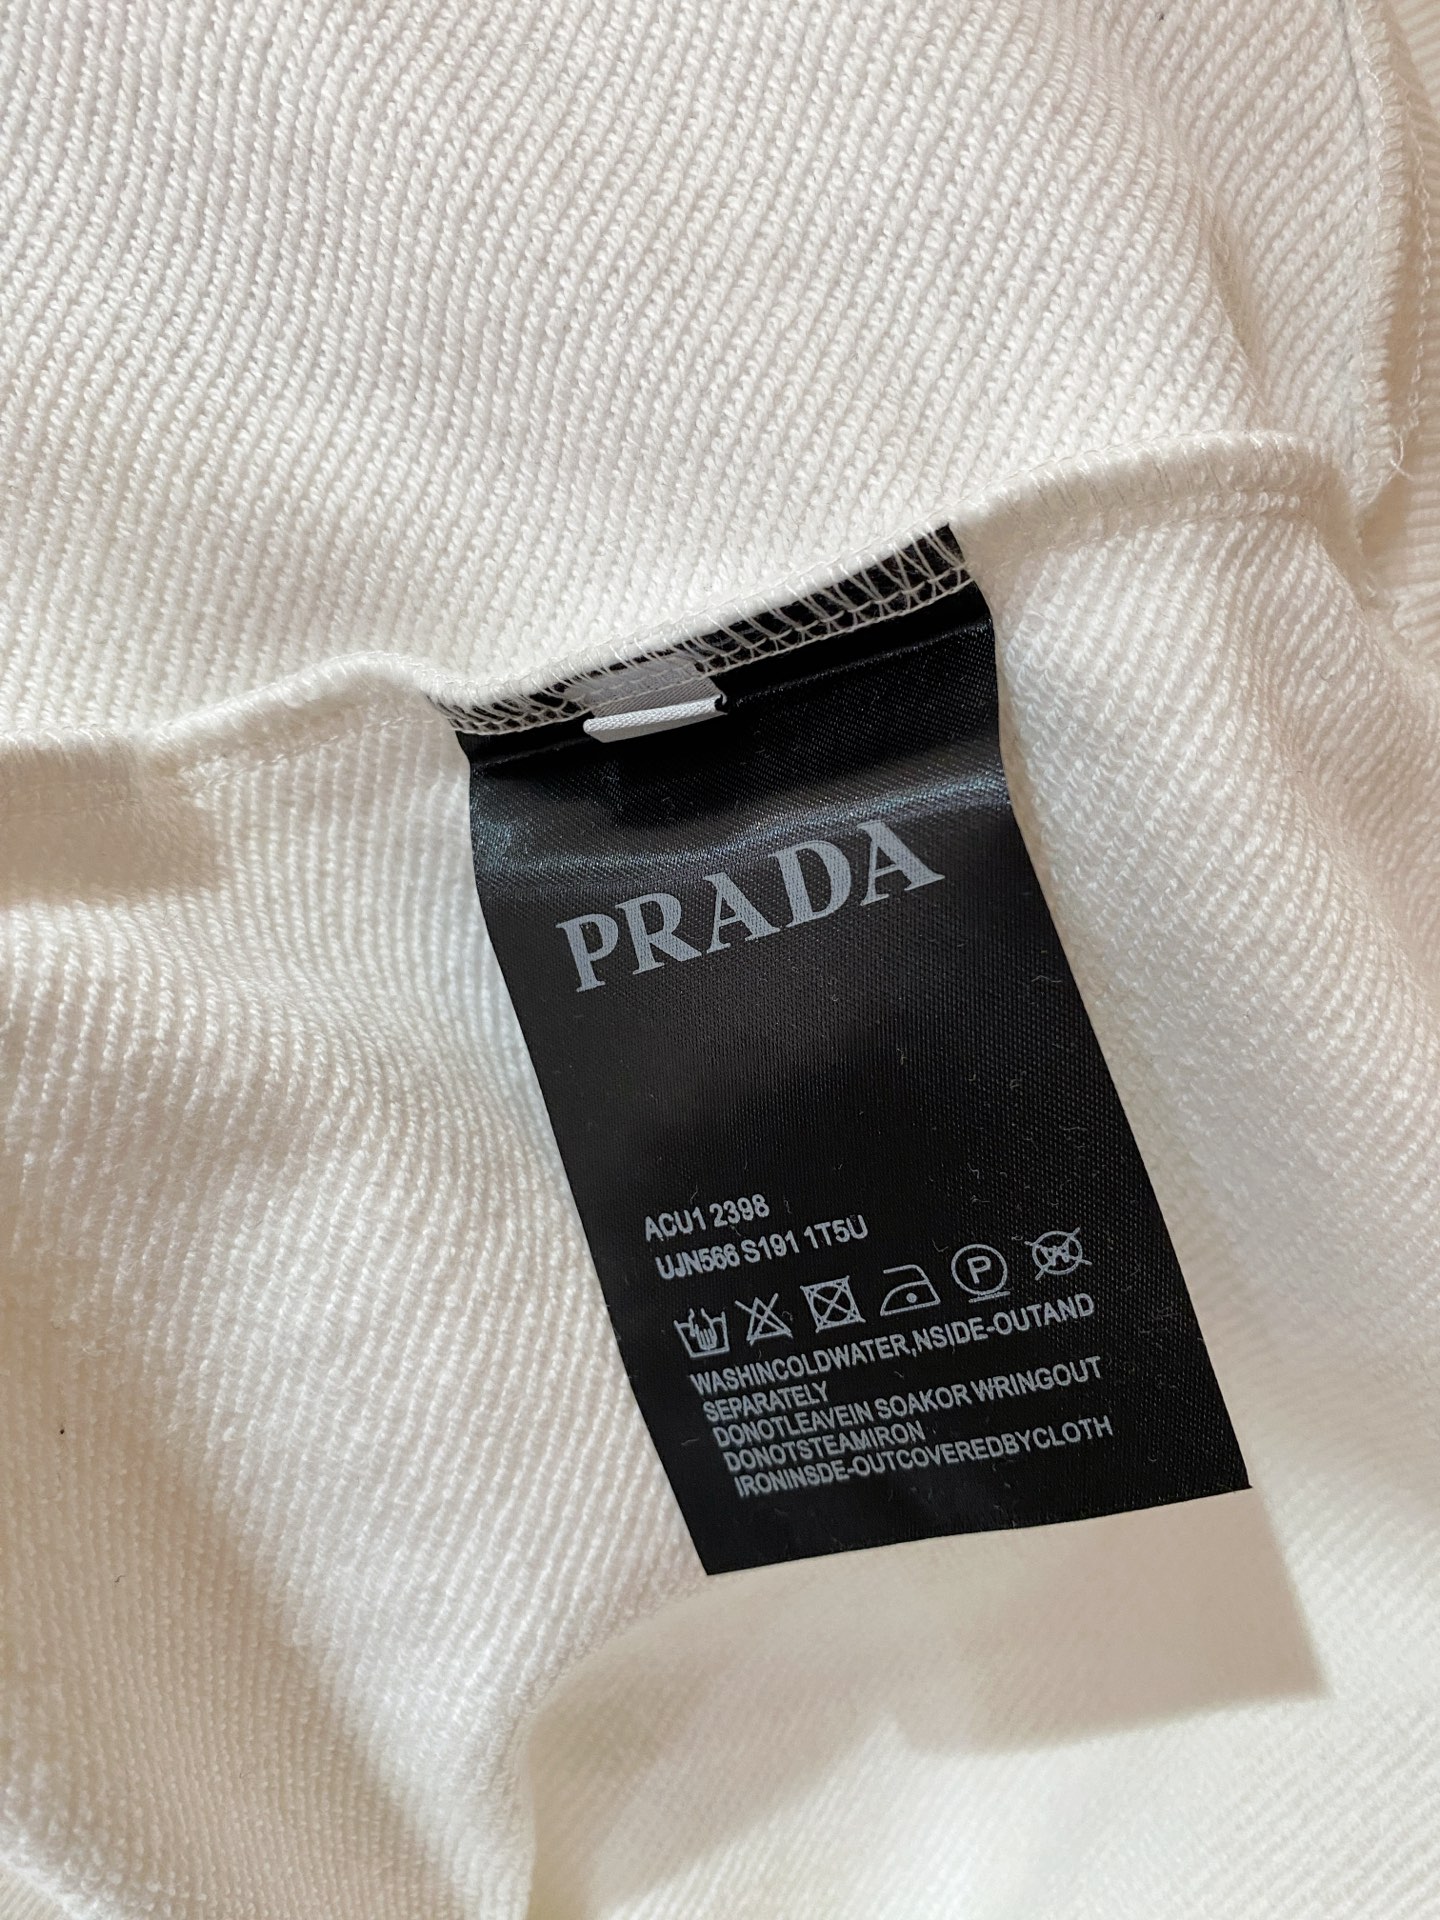 PRADA
ACU1 2398
UJN566 S191 1T5U
P
W
WASHINCOLDWATER,NSIDE-OUTAND
SEPARATELY
DONOTLEAVEIN SOAKOR WRINGOUT
DONOTSTEAMIRON
IRONINSDE-OUTCOVEREDBYCLOTH